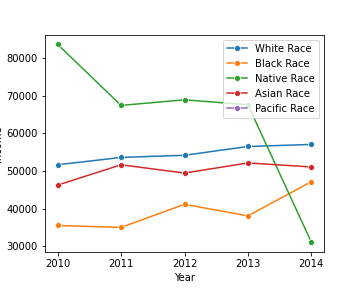 White Race
Black Race
Native Race
Asian Race
Pacific Race
80000
70000
60000
50000
40000
30000
2010
2011
2012
2013
2014
Year